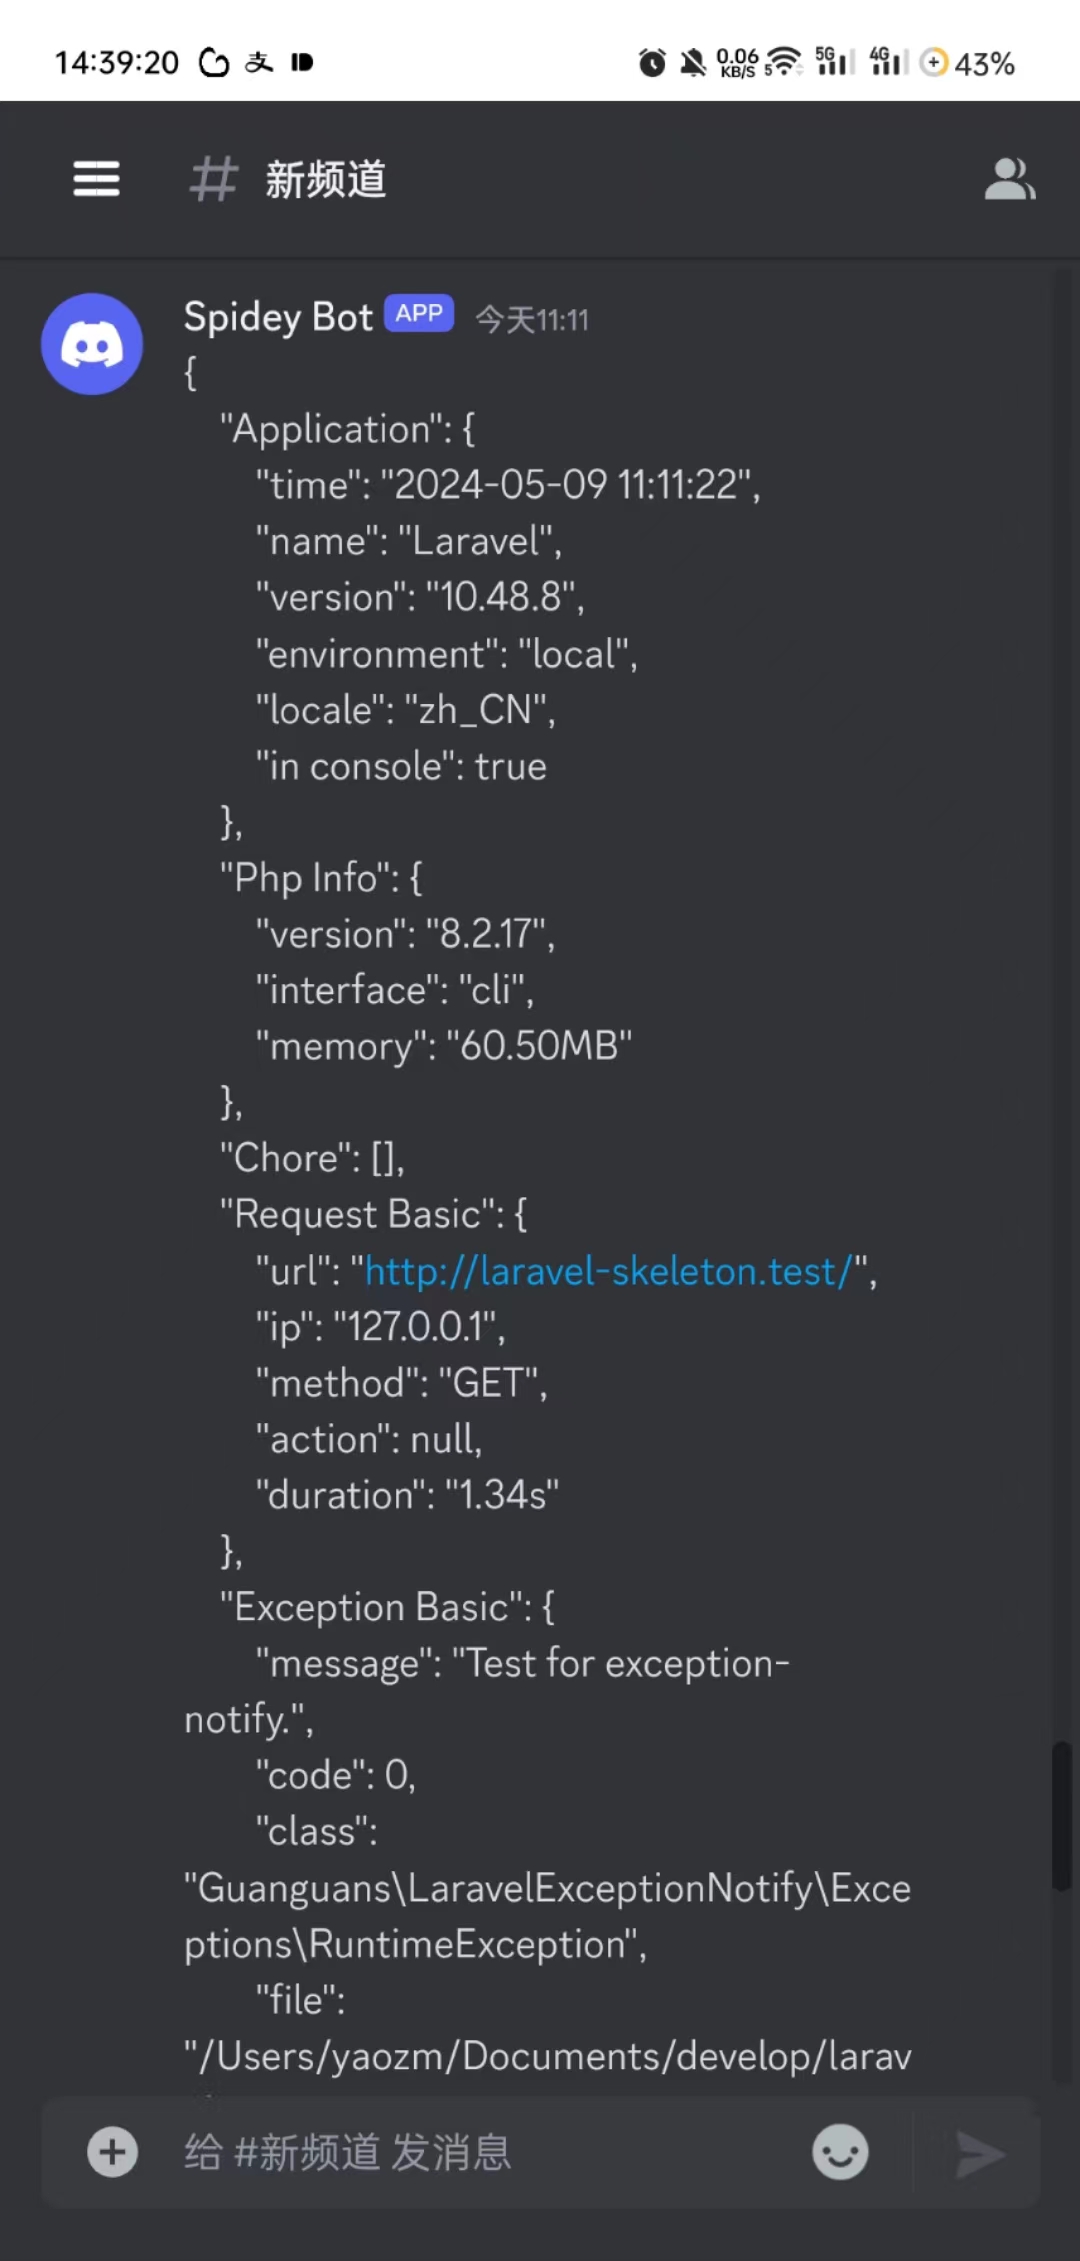 14:39:20 支 0.06 KB/S 5 5G 4G 43%
# 新频道
Spidey Bot APP 今天11:11
{
"Application": {
"time": "2024-05-09 11:11:22",
"name": "Laravel",
"version": "10.48.8",
"environment": "local",
"locale": "zh_CN",
"in console": true
},
"Php Info": {
"version": "8.2.17",
"interface": "cli",
"memory": "60.50MB"
},
"Chore": [],
"Request Basic": {
"url": "http://laravel-skeleton.test/",
"ip": "127.0.0.1",
"method": "GET",
"action": null,
"duration": "1.34s"
},
"Exception Basic": {
"message": "Test for exception-
notify.",
"code": 0,
"class":
"Guanguans\LaravelExceptionNotify\Exce
ptions\RuntimeException",
"file":
"/Users/yaozm/Documents/develop/larav
给 #新频道 发消息